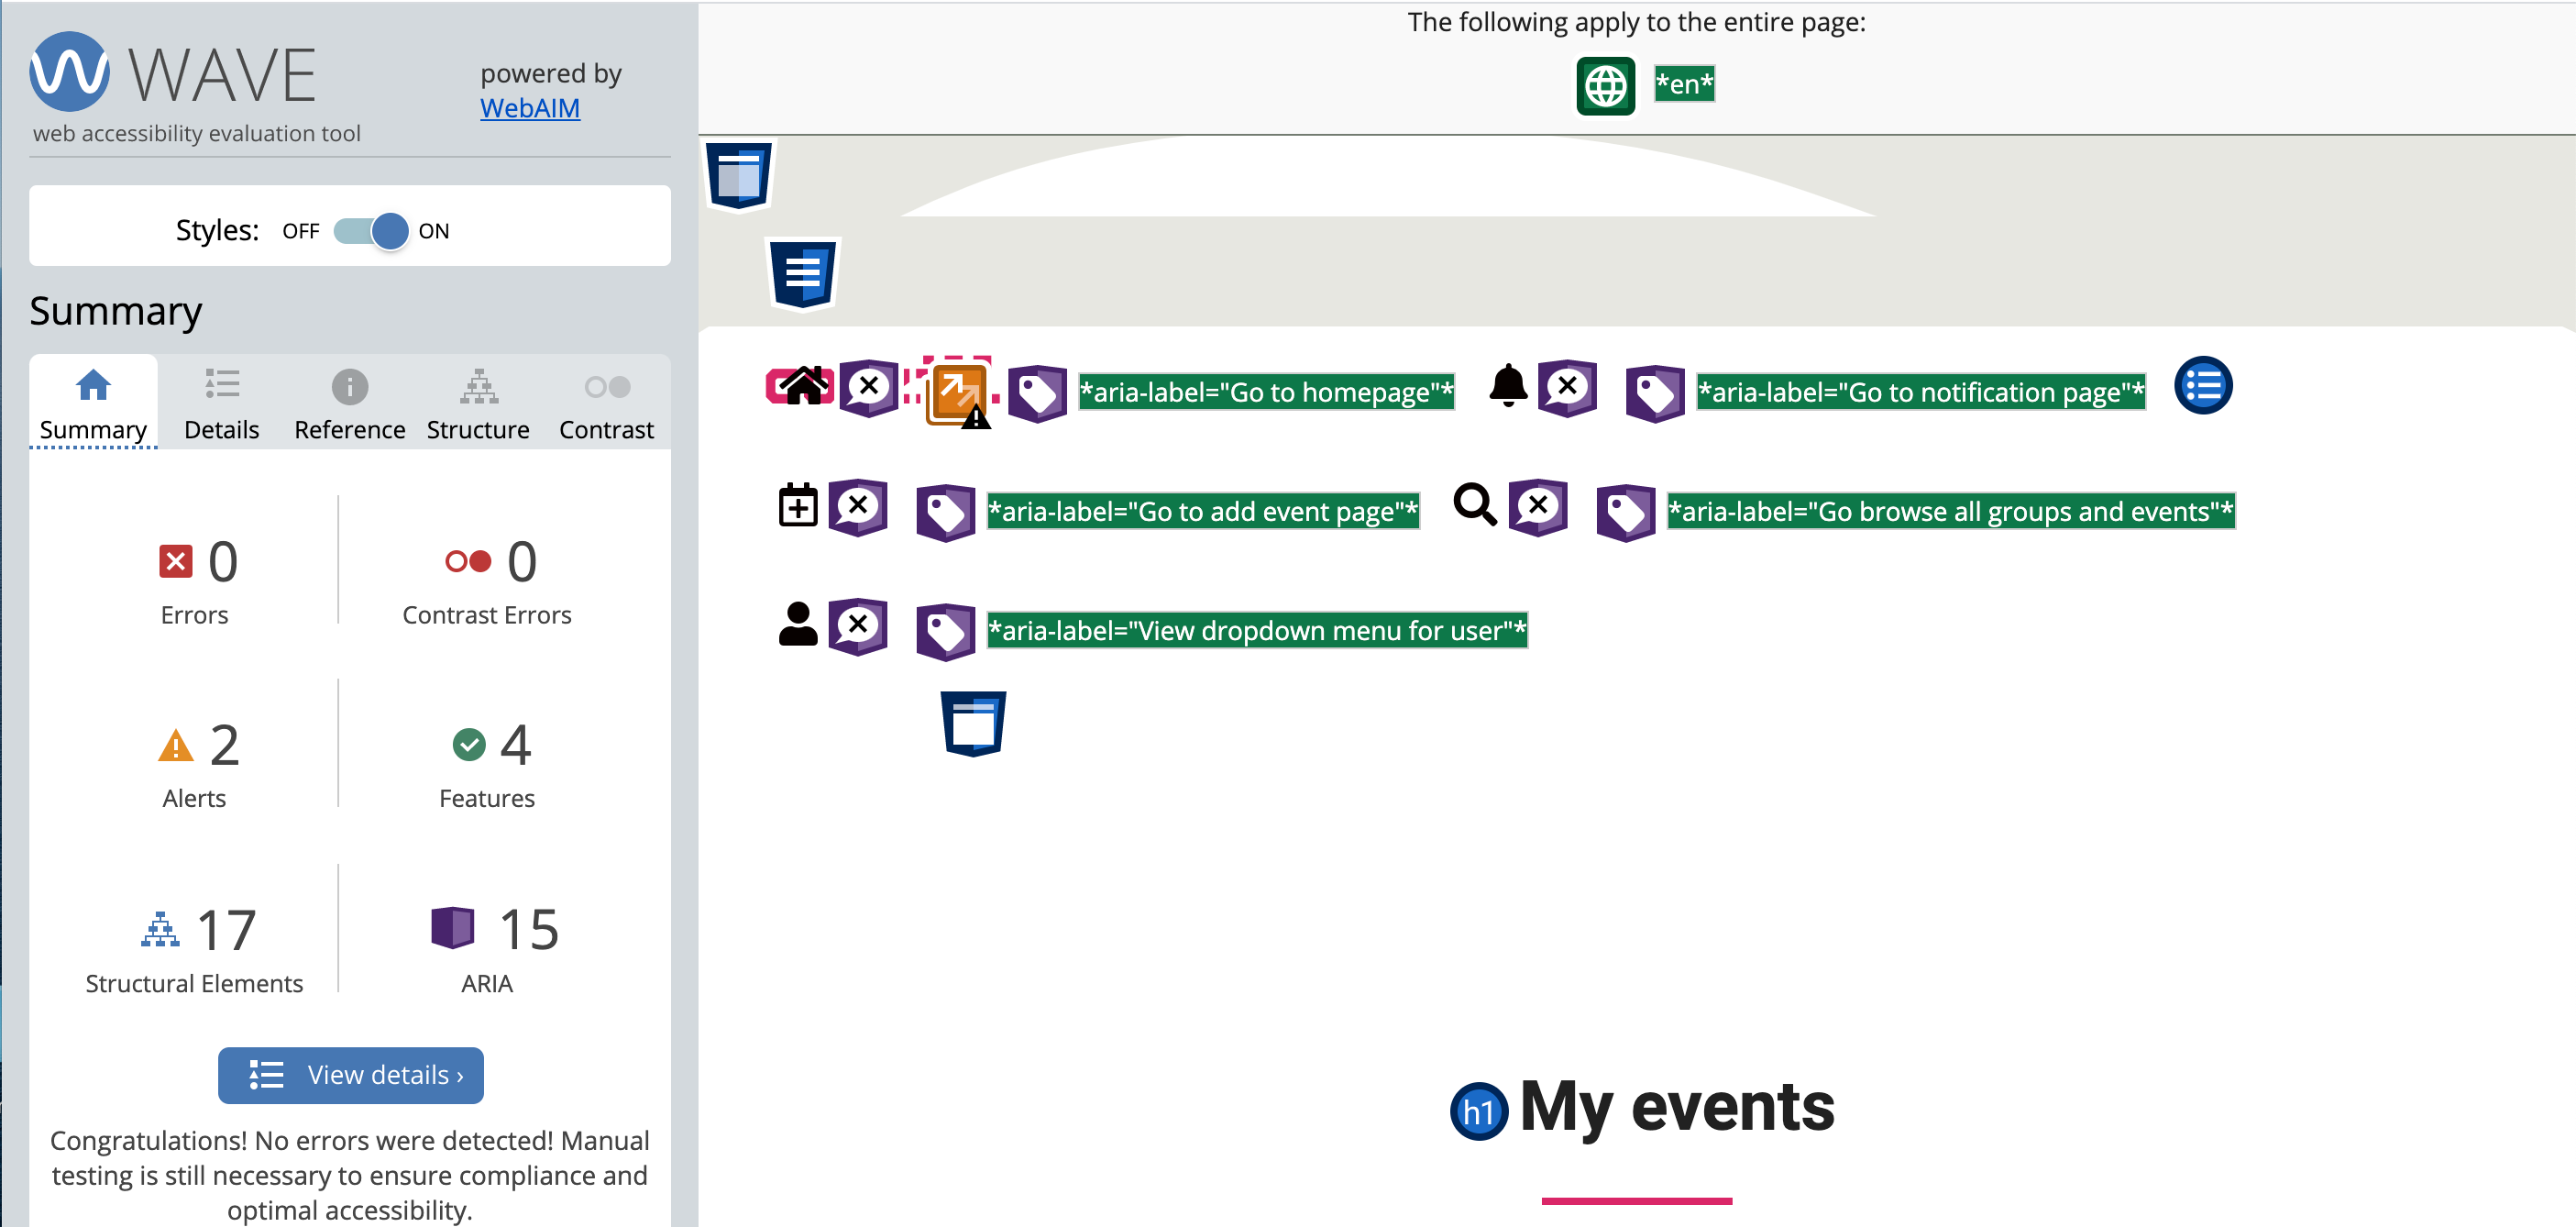 WAVE
web accessibility evaluation tool
powered by
WebAIM
Styles: OFF ON
Summary
Summary Details Reference Structure Contrast
0
Errors
0
Contrast Errors
2
Alerts
4
Features
17
Structural Elements
15
ARIA
View details ›
Congratulations! No errors were detected! Manual
testing is still necessary to ensure compliance and
optimal accessibility.
The following apply to the entire page:
*en*
*aria-label="Go to homepage"* *aria-label="Go to notification page"*
*aria-label="Go to add event page"* *aria-label="Go browse all groups and events"*
*aria-label="View dropdown menu for user"*
h1 My events